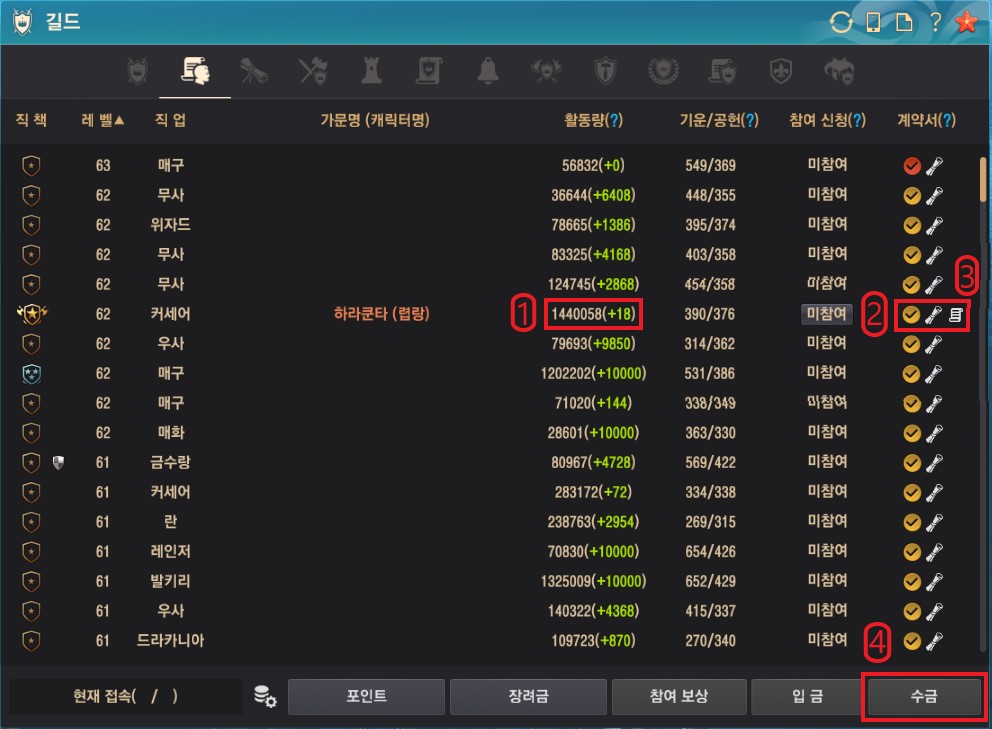 길드
?
직 책 레 벨▲ 직 업 가문명 (캐릭터명) 활동량(?) 기운/공헌(?) 참여 신청(?) 계약서(?)
63 매구 56832(+0) 549/369 미참여
62 무사 36644(+6408) 448/355 미참여
62 위자드 78665(+1386) 395/374 미참여
62 무사 83325(+4168) 403/358 미참여
62 무사 124745(+2868) 454/358 미참여 3
62 커세어 하라쿤타 (렵랑) 1 1440058(+18) 390/376 미참여 2
62 우사 79693(+9850) 314/362 미참여
62 매구 1202202(+10000) 531/386 미참여
62 매구 71020(+144) 338/349 미참여
62 매화 28601(+10000) 363/330 미참여
61 금수랑 80967(+4728) 569/422 미참여
61 커세어 283172(+72) 334/338 미참여
61 란 238763(+2954) 269/315 미참여
61 레인저 70830(+10000) 654/426 미참여
61 발키리 1325009(+10000) 652/429 미참여
61 우사 140322(+4368) 415/337 미참여
61 드라카니아 109723(+870) 270/340 미참여 4
현재 접속( / ) 포인트 장려금 참여 보상 입 금 수금